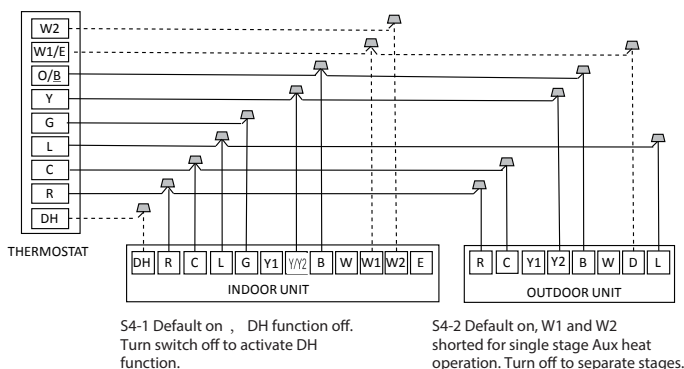 W2
W1/E
O/B
Y
G
L
C
R
DH
THERMOSTAT
DH R C L G Y1 Y/Y2 B W W1 W2 E
INDOOR UNIT
R C Y1 Y2 B W D L
OUTDOOR UNIT
S4-1 Default on ， DH function off.
Turn switch off to activate DH
function.
S4-2 Default on, W1 and W2
shorted for single stage Aux heat
operation. Turn off to separate stages.